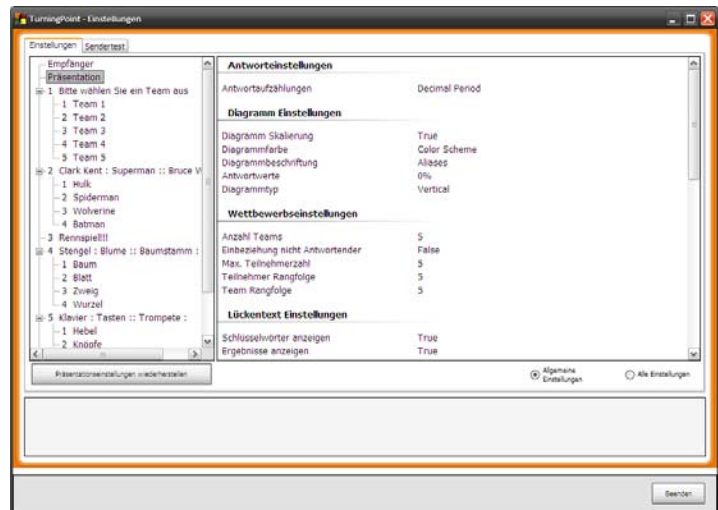 TurningPoint - Einstellungen
Einstellungen Sendertest
Empfänger
Präsentation
1 Bitte wählen Sie ein Team aus
1 Team 1
2 Team 2
3 Team 3
4 Team 4
5 Team 5
2 Clark Kent : Superman :: Bruce W
1 Hulk
2 Spiderman
3 Wolverine
4 Batman
3 Rennspiel!!!
4 Stengel : Blume :: Baumstamm :
1 Baum
2 Blatt
3 Zweig
4 Wurzel
5 Klavier : Tasten :: Trompete :
1 Hebel
2 Knöpfe
Antworteinstellungen
Antwortaufzählungen Decimal Period
Diagramm Einstellungen
Diagramm Skalierung True
Diagrammfarbe Color Scheme
Diagrammbeschriftung Aliases
Antwortwerte 0%
Diagrammtyp Vertical
Wettbewerbseinstellungen
Anzahl Teams 5
Einbeziehung nicht Antwortender False
Max. Teilnehmerzahl 5
Teilnehmer Rangfolge 5
Team Rangfolge 5
Lückentext Einstellungen
Schlüsselwörter anzeigen True
Ergebnisse anzeigen True
Präsentationseinstellungen wiederherstellen
Allgemeine
Einstellungen
Alle Einstellungen
Beenden